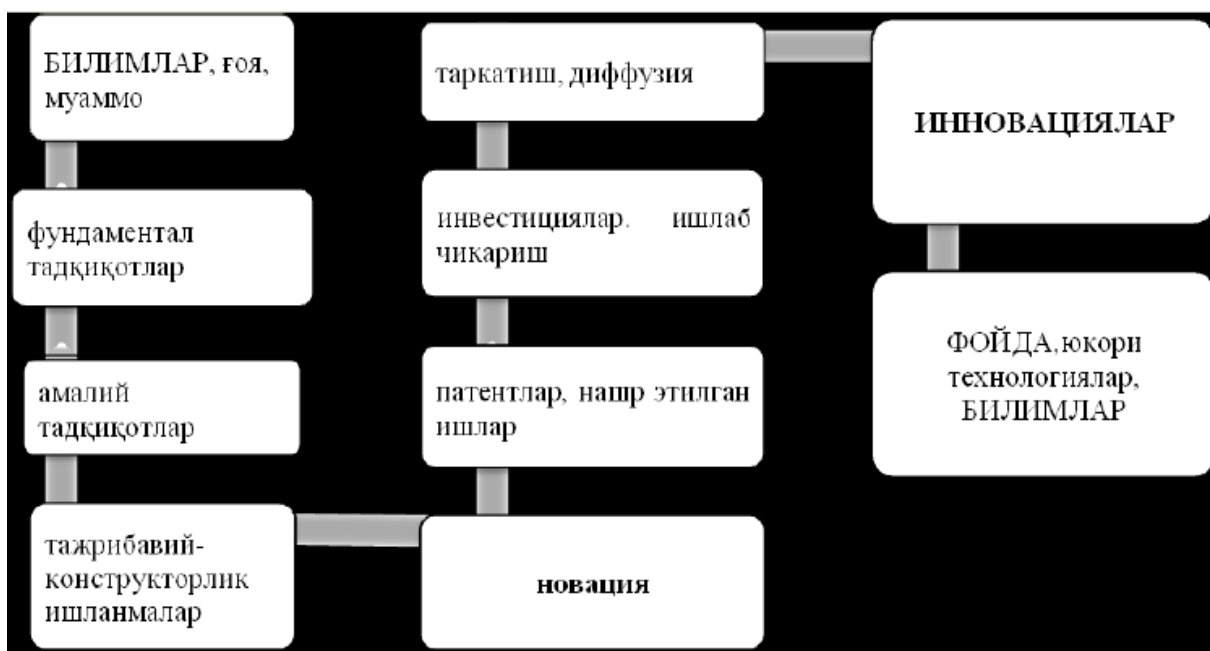 БИЛИМЛАР, ғоя,
муаммо
фундаментал
тадқиқотлар
амалий
тадқиқотлар
тажрибавий-
конструкторлик
ишланмалар
новация
патентлар, нашр этилган
ишлар
инвестициялар. ишлаб
чикариш
таркатиш, диффузия
ИННОВАЦИЯЛАР
ФОЙДА,юкори
технологиялар,
БИЛИМЛАР